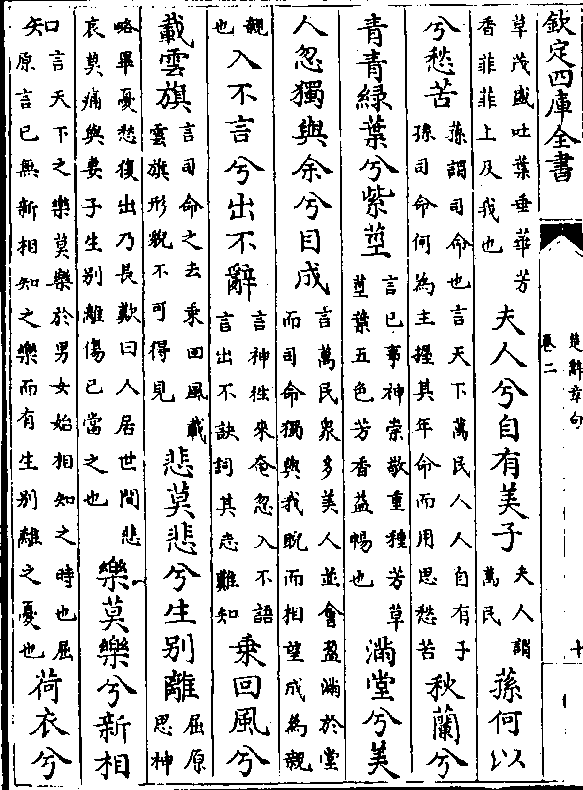 欽定四庫全書
楚辭章句
卷二
十
草茂盛吐葉垂華芳
香菲菲上及我也
夫人兮自有美子
夫人謂
萬民
蓀何以
兮愁苦
蓀謂司命也言天下萬民人人自有子
孫司命何為主握其年命而用思愁苦
秋蘭兮
青青緑葉兮紫莖
言已事神崇敬重種芳草
莖葉五色芳香益暢也
滿堂兮美
人忽獨與余兮目成
言萬民衆多美人並會盈滿於堂
而司命獨與我睨而相望成為親
親
也
入不言兮出不辭
言神往來奄忽入不語
言出不訣詞其志難知
乗回風兮
載雲旗
言司命之去乗回風載
雲旗形貌不可得見
悲莫悲兮生别離
屈原
思神
略畢憂愁復出乃長歎曰人居世間悲
哀莫痛與妻子生别離傷已當之也
樂莫樂兮新相
知
言天下之樂莫樂於男女始相知之時也屈
原言已無新相知之樂而有生别離之憂也
荷衣兮